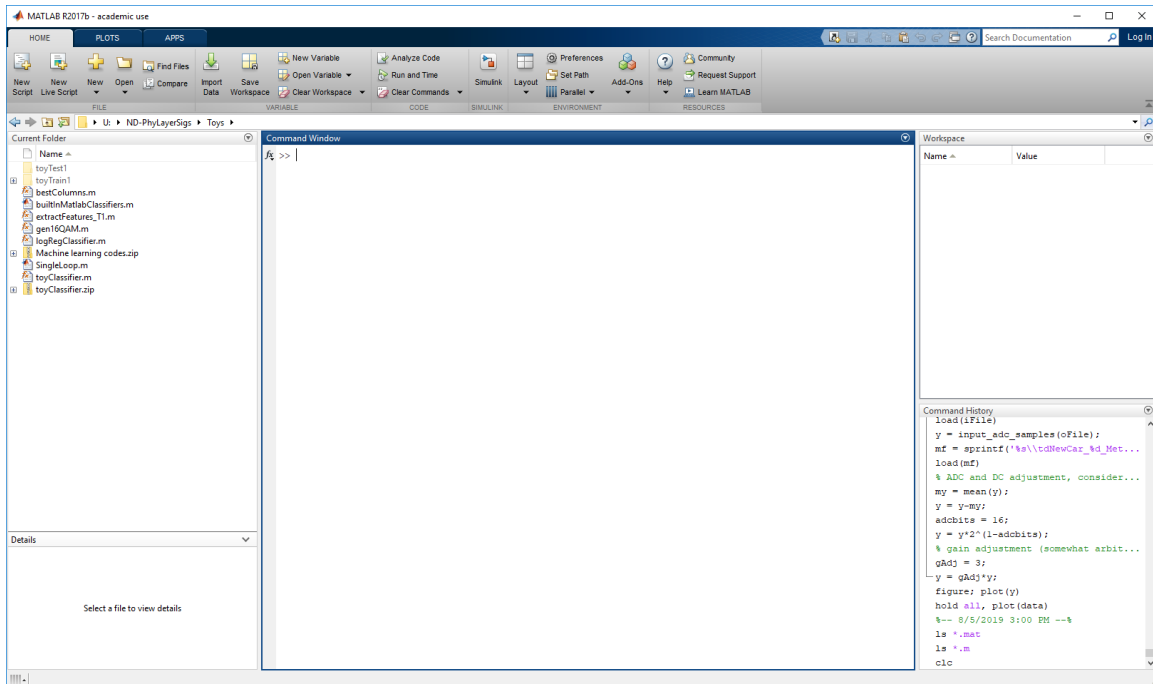 MATLAB R2017b - academic use
HOME PLOTS APPS
Search Documentation
Log In
New Script
New Live Script
New
Open
Find Files
Compare
Import Data
Save Workspace
New Variable
Open Variable
Clear Workspace
Analyze Code
Run and Time
Clear Commands
Simulink
Layout
Preferences
Set Path
Parallel
Add-Ons
Help
Community
Request Support
Learn MATLAB
FILE VARIABLE CODE SIMULINK ENVIRONMENT RESOURCES
U: ND-PhyLayerSigs Toys
Current Folder
Name
toyTest1
toyTrain1
bestColumns.m
builtInMatlabClassifiers.m
extractFeatures_T1.m
gen16QAM.m
logRegClassifier.m
Machine learning codes.zip
SingleLoop.m
toyClassifier.m
toyClassifier.zip
Details
Select a file to view details
Command Window
fx >>
Workspace
Name Value
Command History
load(iFile)
y = input_adc_samples(oFile);
mf = sprintf('%s\\tdNewCar_%d_Met...
load(mf)
% ADC and DC adjustment, consider...
my = mean(y);
y = y-my;
adcbits = 16;
y = y*2^(1-adcbits);
% gain adjustment (somewhat arbit...
gAdj = 3;
y = gAdj*y;
figure; plot(y)
hold all, plot(data)
%-- 8/5/2019 3:00 PM --%
ls *.mat
ls *.m
clc